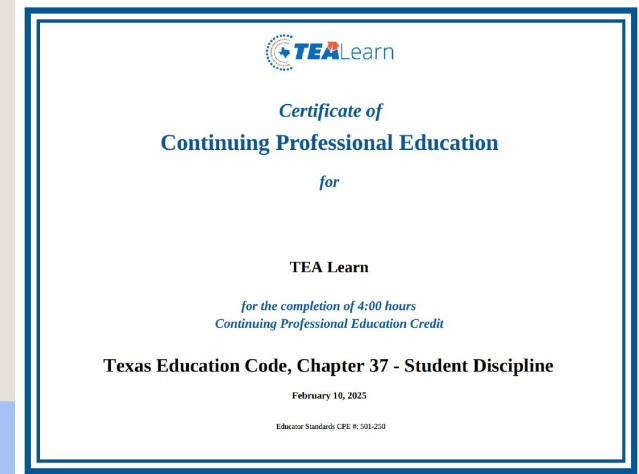 TEALearn
Certificate of
Continuing Professional Education
for
TEA Learn
for the completion of 4:00 hours
Continuing Professional Education Credit
Texas Education Code, Chapter 37 - Student Discipline
February 10, 2025
Educator Standards CPE #: 501-250